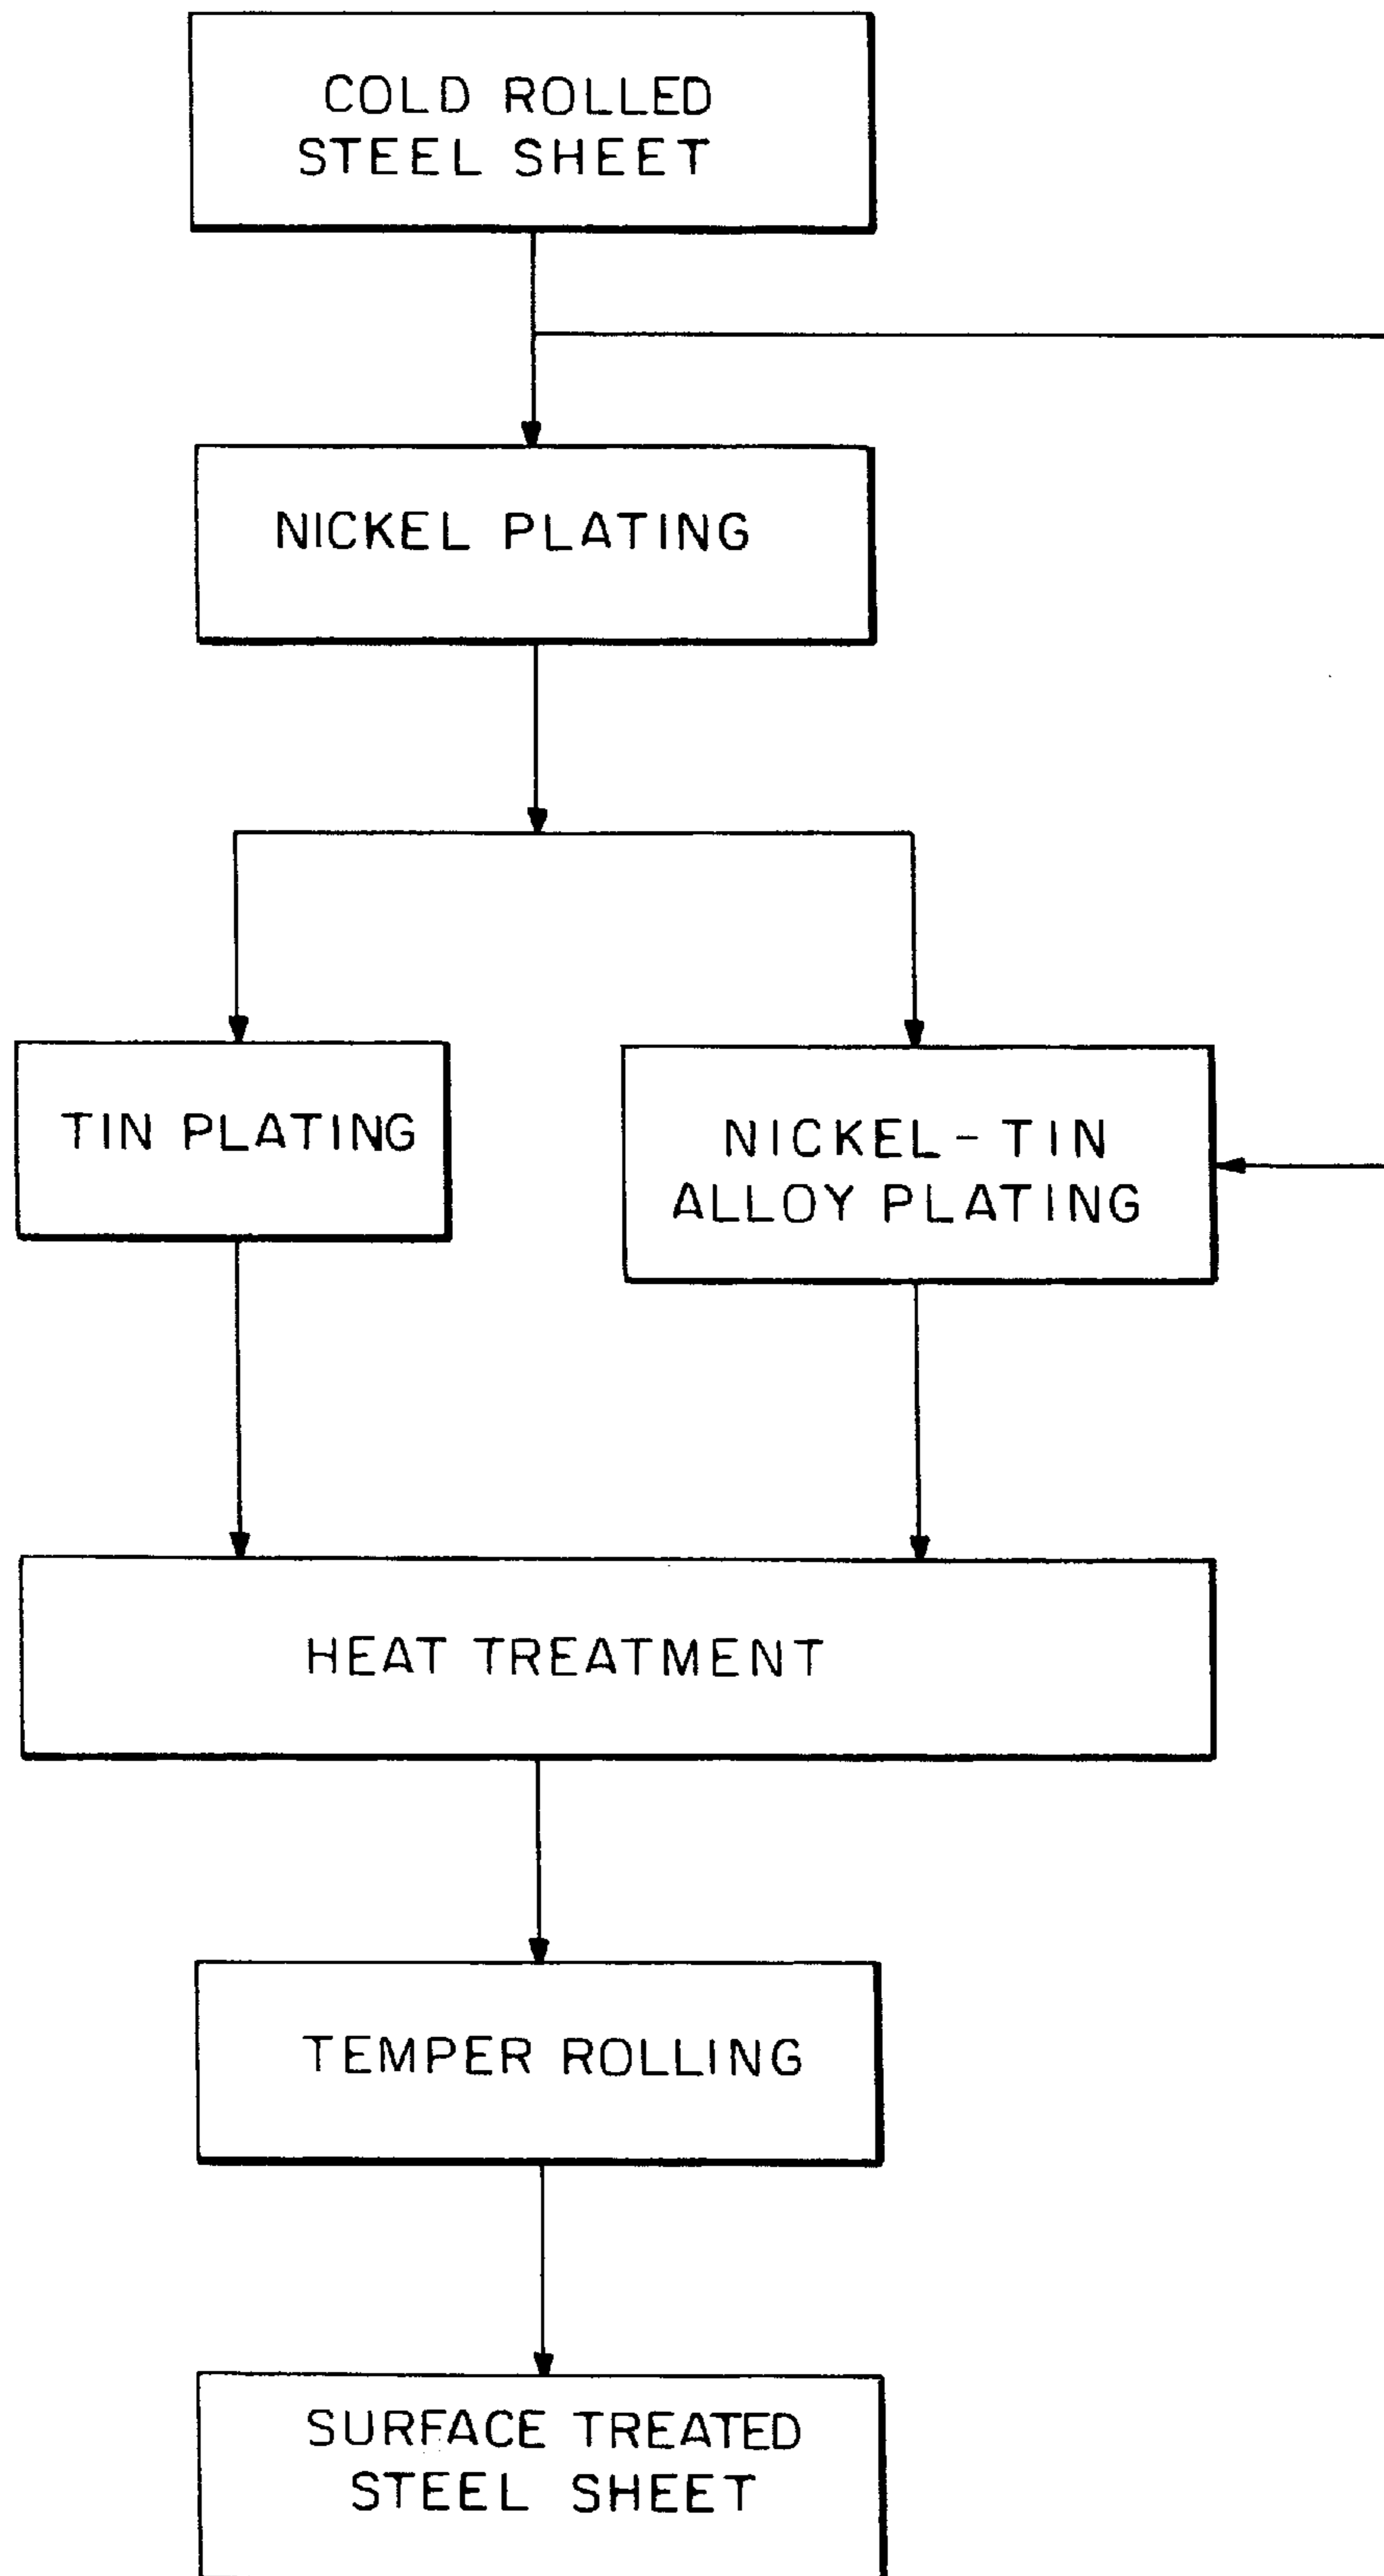 COLD ROLLED
STEEL SHEET
NICKEL PLATING
TIN PLATING
NICKEL-TIN
ALLOY PLATING
HEAT TREATMENT
TEMPER ROLLING
SURFACE TREATED
STEEL SHEET